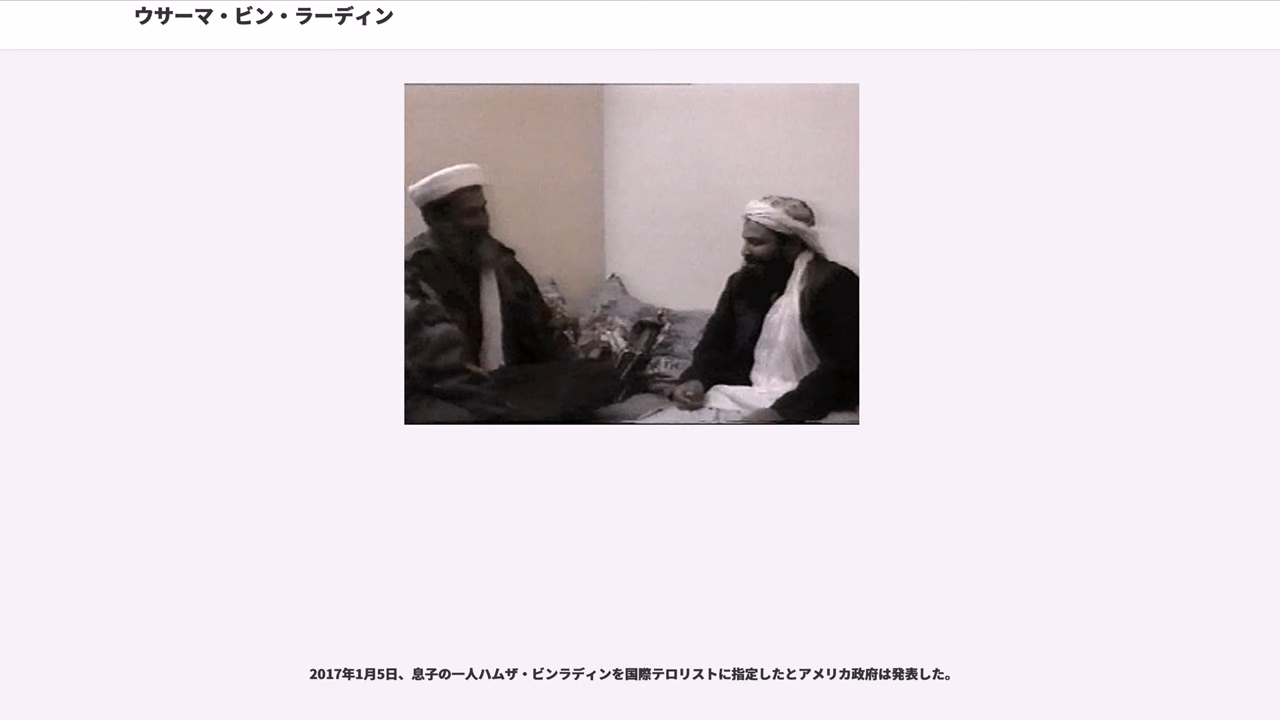 ウサーマ・ビン・ラーディン
2017年1月5日、息子の一人ハムザ・ビンラディンを国際テロリストに指定したとアメリカ政府は発表した。